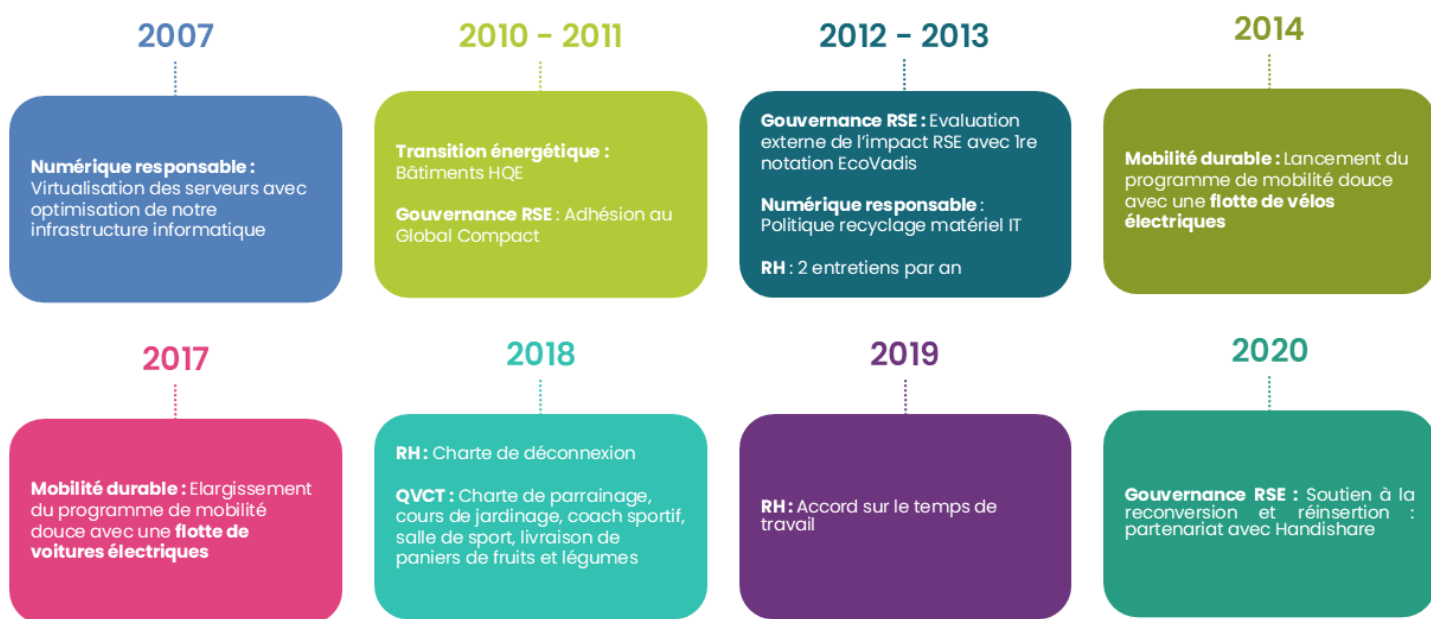 2007
Numérique responsable :
Virtualisation des serveurs avec
optimisation de notre
infrastructure informatique
2010 - 2011
Transition énergétique :
Bâtiments HQE
Gouvernance RSE : Adhésion au
Global Compact
2012 - 2013
Gouvernance RSE : Evaluation
externe de l'impact RSE avec 1re
notation EcoVadis
Numérique responsable :
Politique recyclage matériel IT
RH : 2 entretiens par an
2014
Mobilité durable : Lancement du
programme de mobilité douce
avec une flotte de vélos
électriques
2017
Mobilité durable : Elargissement
du programme de mobilité
douce avec une flotte de
voitures électriques
2018
RH : Charte de déconnexion
QVCT : Charte de parrainage,
cours de jardinage, coach sportif,
salle de sport, livraison de
paniers de fruits et légumes
2019
RH : Accord sur le temps de
travail
2020
Gouvernance RSE : Soutien à la
reconversion et réinsertion :
partenariat avec Handishare